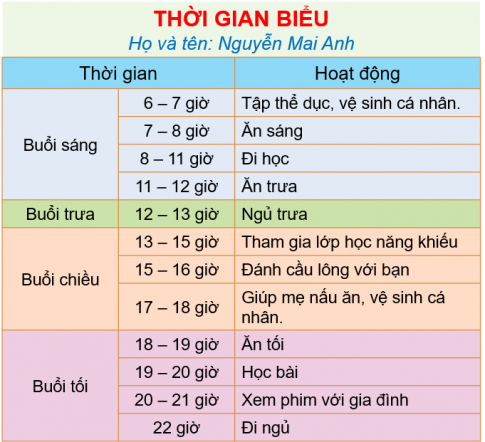 THỜI GIAN BIỂU
Họ và tên: Nguyễn Mai Anh
Thời gian Hoạt động
Buổi sáng
6 – 7 giờ Tập thể dục, vệ sinh cá nhân.
7 – 8 giờ Ăn sáng
8 – 11 giờ Đi học
11 – 12 giờ Ăn trưa
Buổi trưa 12 – 13 giờ Ngủ trưa
Buổi chiều
13 – 15 giờ Tham gia lớp học năng khiếu
15 – 16 giờ Đánh cầu lông với bạn
17 – 18 giờ Giúp mẹ nấu ăn, vệ sinh cá
nhân.
Buổi tối
18 – 19 giờ Ăn tối
19 – 20 giờ Học bài
20 – 21 giờ Xem phim với gia đình
22 giờ Đi ngủ